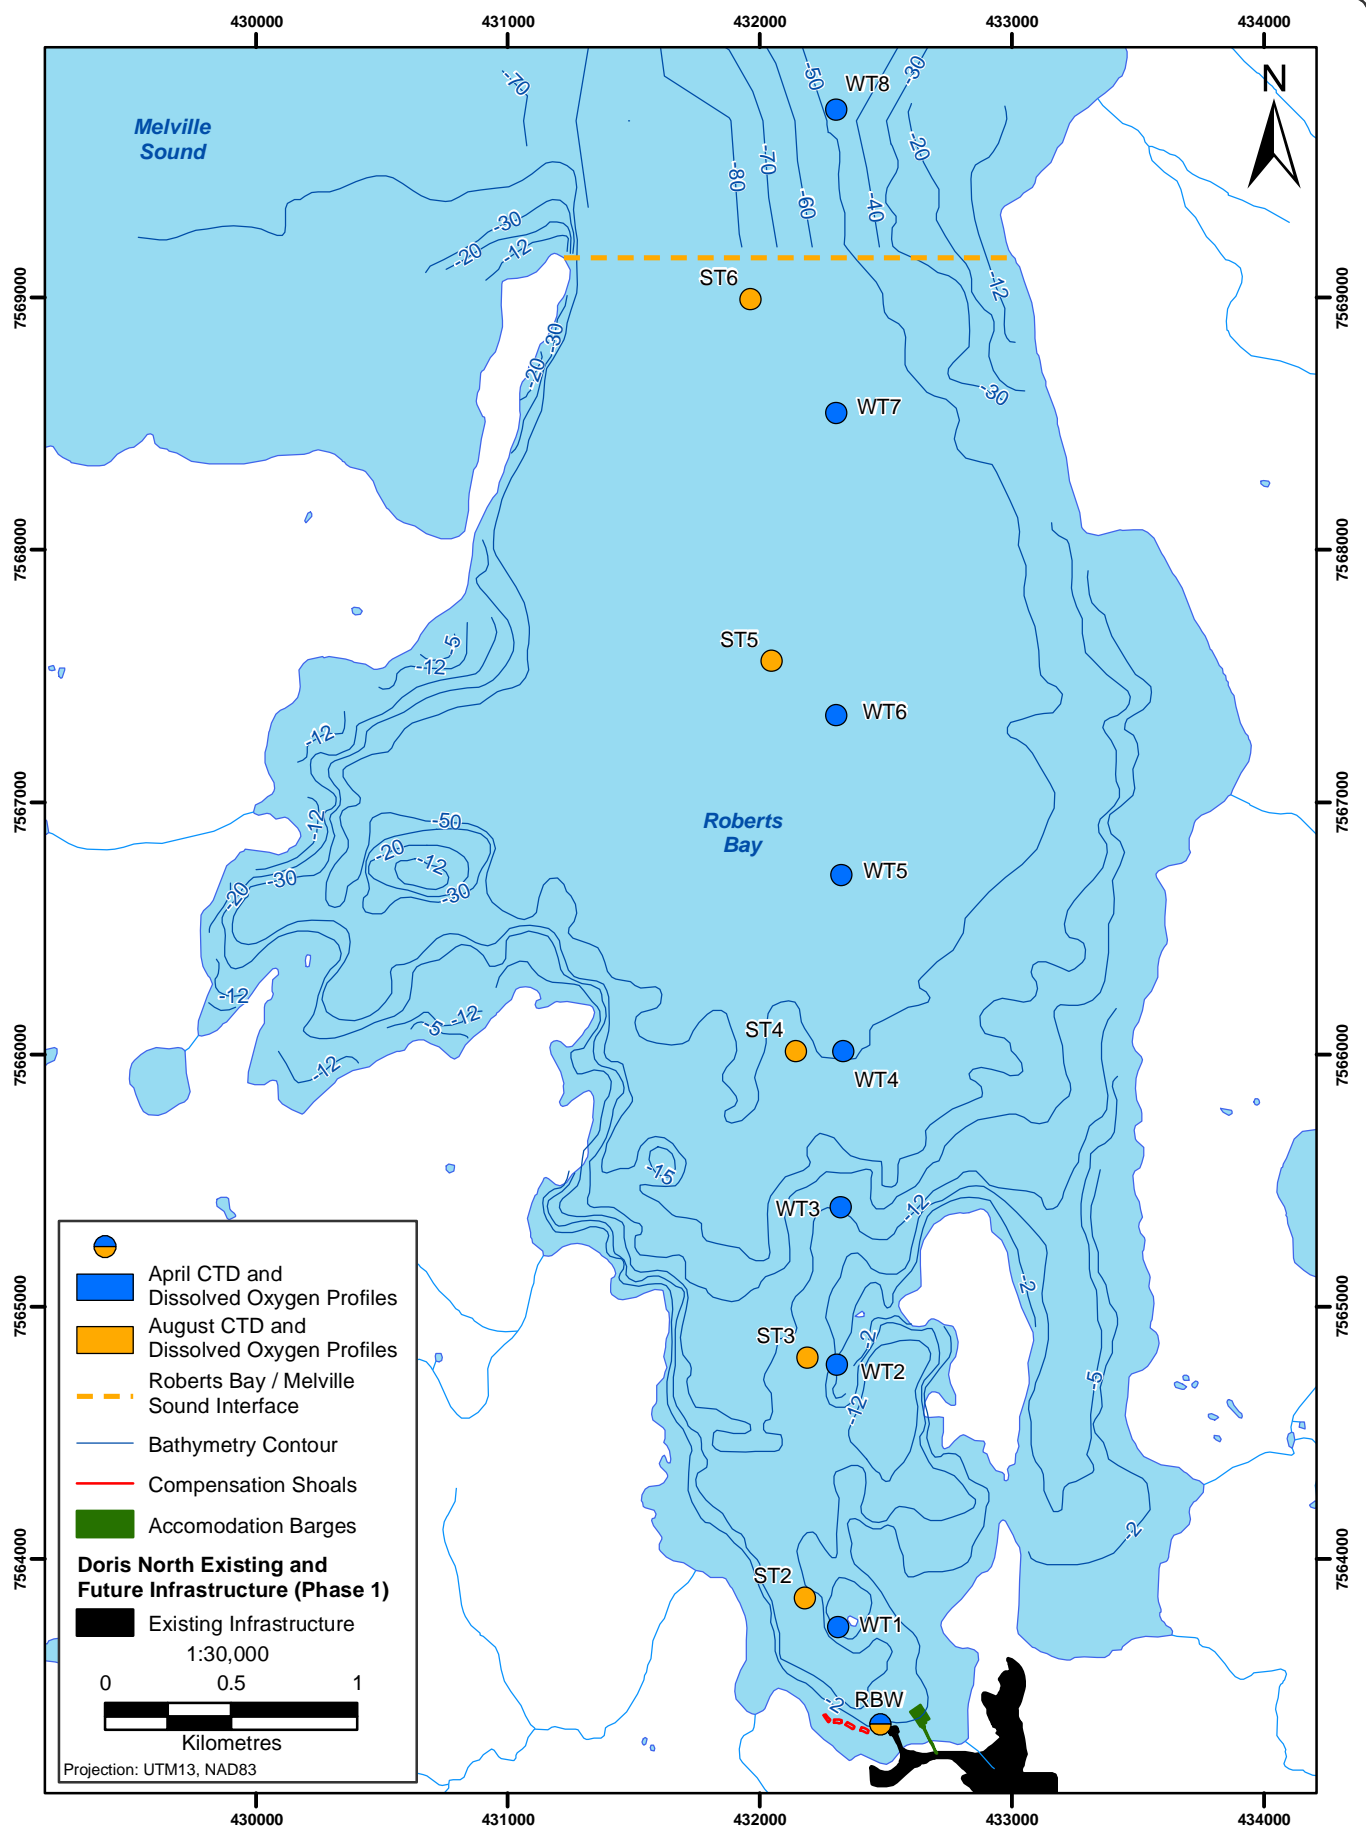 430000
431000
432000
433000
434000
-70
-50
WT8
-30
N
Melville
Sound
-20
-70
-80
-60
-40
-30
-20
-12
ST6
-12
7569000
7569000
-30
-20
-30
WT7
7568000
7568000
-5
-12
ST5
WT6
-12
7567000
7567000
-12
-50
-20
-12
-30
-20
-30
Roberts
Bay
WT5
-12
-5
-12
-12
ST4
WT4
7566000
7566000
-15
WT3
-12
-2
7565000
7565000
ST3
-2
WT2
-12
-5
-2
7564000
7564000
ST2
WT1
-2
RBW
April CTD and
Dissolved Oxygen Profiles
August CTD and
Dissolved Oxygen Profiles
Roberts Bay / Melville
Sound Interface
Bathymetry Contour
Compensation Shoals
Accomodation Barges
Doris North Existing and
Future Infrastructure (Phase 1)
Existing Infrastructure
1:30,000
0
0.5
1
Kilometres
Projection: UTM13, NAD83
430000
431000
432000
433000
434000